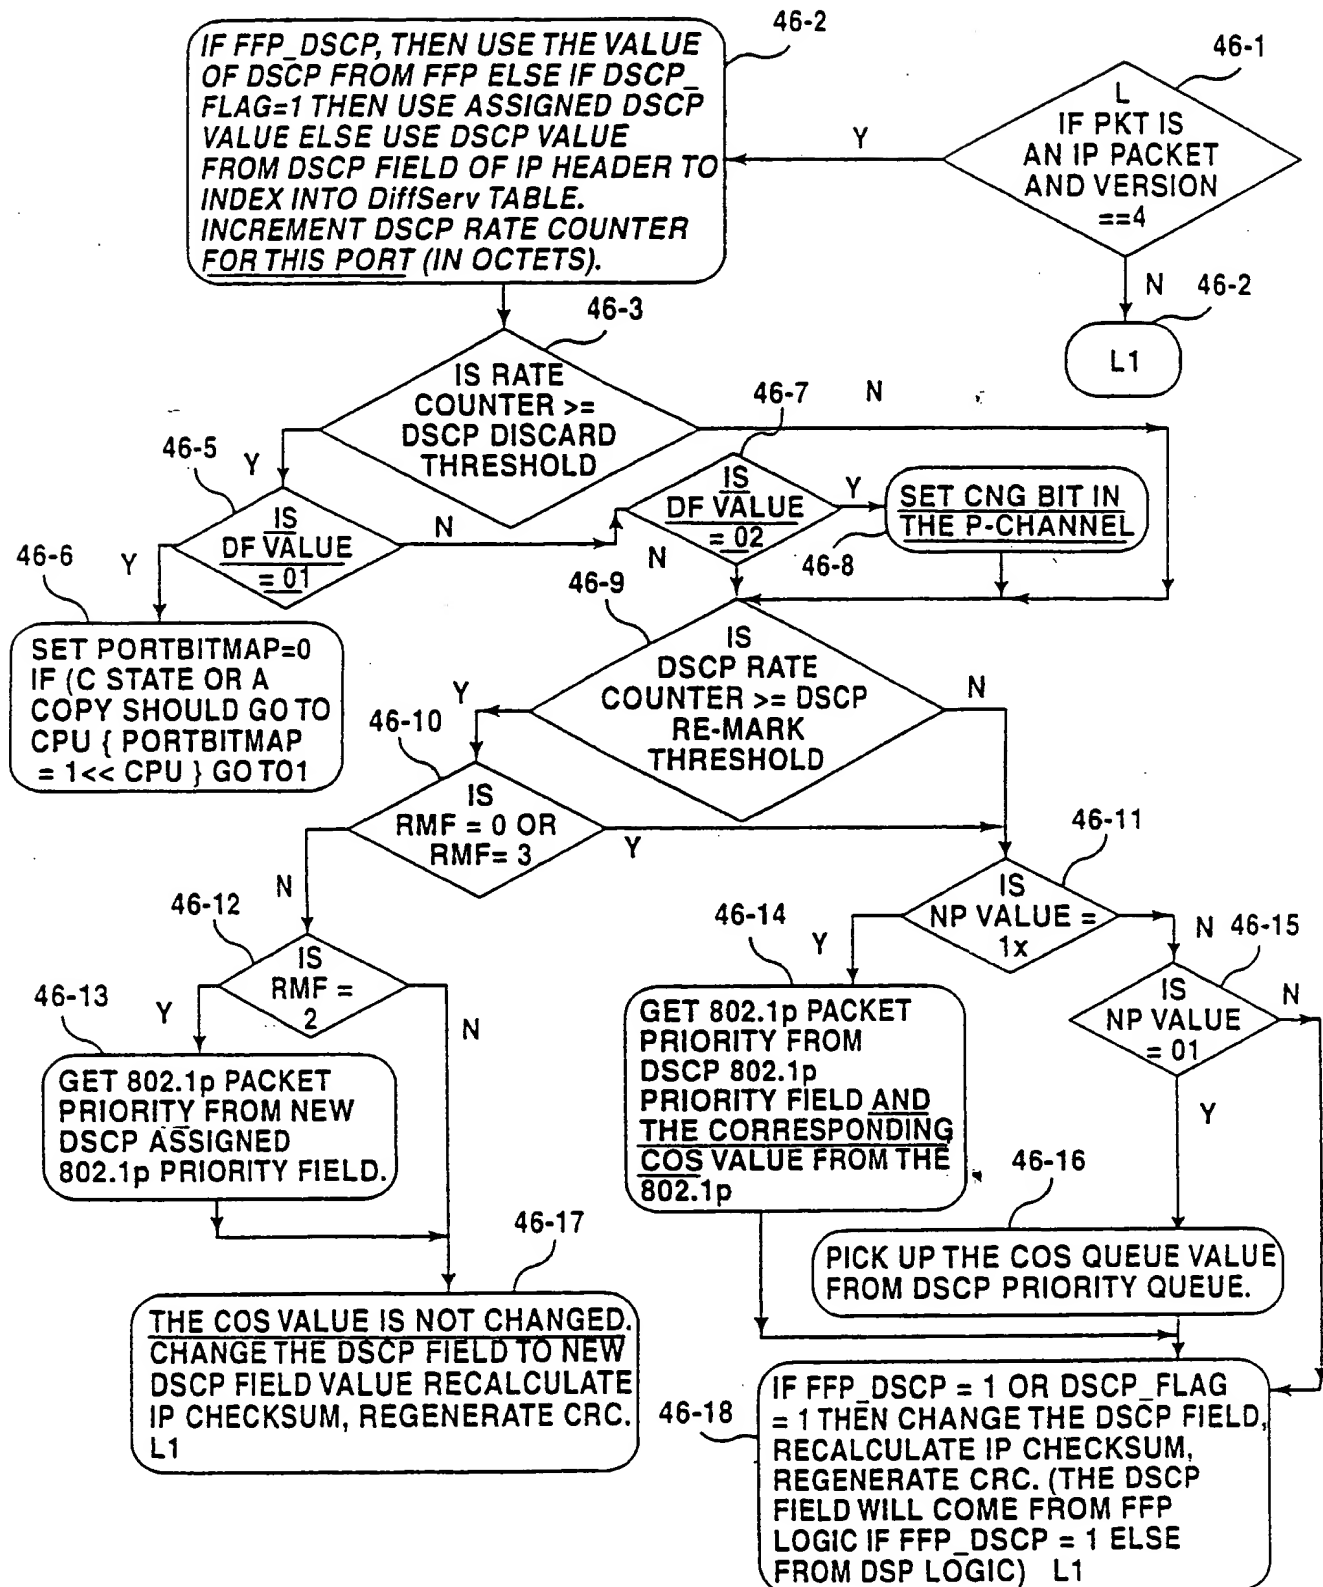 46-2
IF FFP_DSCP, THEN USE THE VALUE
OF DSCP FROM FFP ELSE IF DSCP_
FLAG=1 THEN USE ASSIGNED DSCP
VALUE ELSE USE DSCP VALUE
FROM DSCP FIELD OF IP HEADER TO
INDEX INTO DiffServ TABLE.
INCREMENT DSCP RATE COUNTER
FOR THIS PORT (IN OCTETS).
46-1
L
IF PKT IS
AN IP PACKET
AND VERSION
==4
Y
N
46-2
L1
46-3
IS RATE
COUNTER >=
DSCP DISCARD
THRESHOLD
N
Y
46-5
IS
DF VALUE
= 01
N
Y
46-7
IS
DF VALUE
= 02
Y
N
46-8
SET CNG BIT IN
THE P-CHANNEL
46-6
SET PORTBITMAP=0
IF (C STATE OR A
COPY SHOULD GO TO
CPU { PORTBITMAP
= 1<< CPU } GO TO1
46-9
IS
DSCP RATE
COUNTER >= DSCP
RE-MARK
THRESHOLD
Y
N
46-10
IS
RMF = 0 OR
RMF= 3
Y
N
46-11
IS
NP VALUE =
1x
Y
N
46-12
IS
RMF =
2
Y
N
46-13
GET 802.1p PACKET
PRIORITY FROM NEW
DSCP ASSIGNED
802.1p PRIORITY FIELD.
46-14
GET 802.1p PACKET
PRIORITY FROM
DSCP 802.1p
PRIORITY FIELD AND
THE CORRESPONDING
COS VALUE FROM THE
802.1p
46-15
IS
NP VALUE
= 01
N
Y
46-16
PICK UP THE COS QUEUE VALUE
FROM DSCP PRIORITY QUEUE.
46-17
THE COS VALUE IS NOT CHANGED.
CHANGE THE DSCP FIELD TO NEW
DSCP FIELD VALUE RECALCULATE
IP CHECKSUM, REGENERATE CRC.
L1
46-18
IF FFP_DSCP = 1 OR DSCP_FLAG
= 1 THEN CHANGE THE DSCP FIELD,
RECALCULATE IP CHECKSUM,
REGENERATE CRC. (THE DSCP
FIELD WILL COME FROM FFP
LOGIC IF FFP_DSCP = 1 ELSE
FROM DSP LOGIC) L1